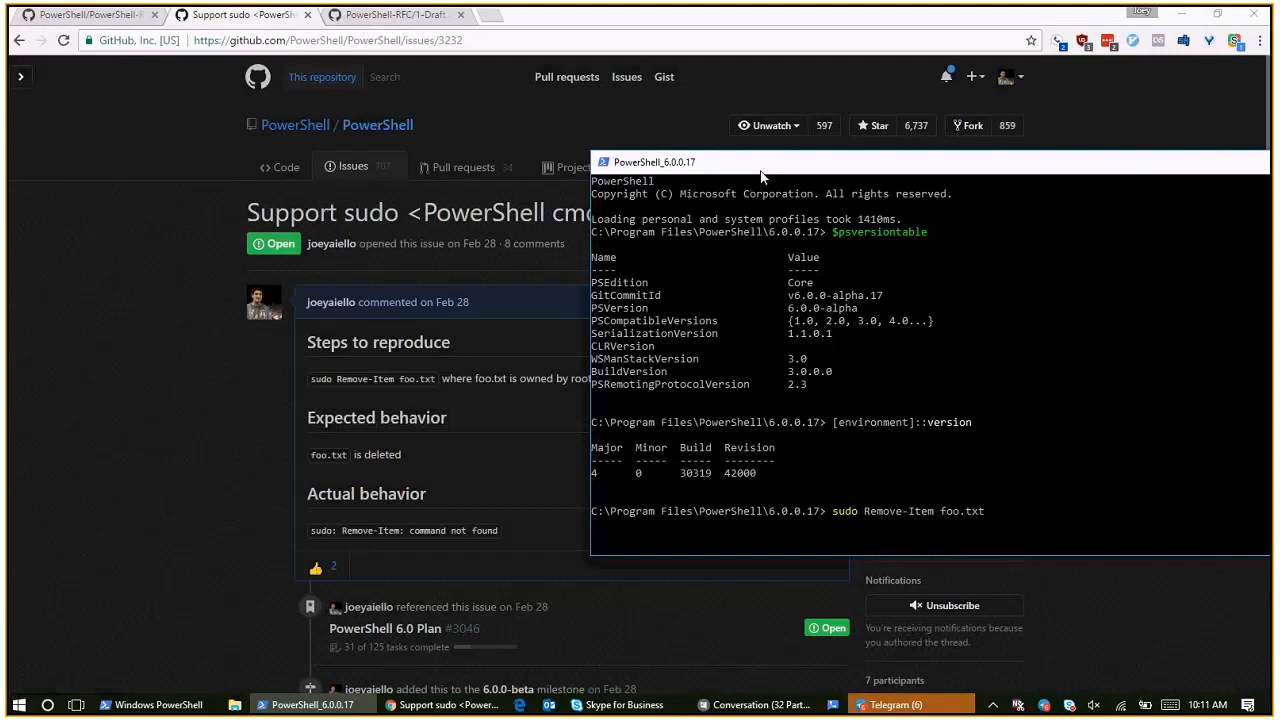 PowerShell/PowerShell-R
Support sudo <PowerShe
PowerShell-RFC/1-Draft
Joey
GitHub, Inc. [US]
https://github.com/PowerShell/PowerShell/issues/3232
This repository
Search
Pull requests
Issues
Gist
PowerShell / PowerShell
Unwatch
597
Star
6,737
Fork
859
Code
Issues 707
Pull requests 34
Project
Support sudo <PowerShell cmd
Open
joeyaiello opened this issue on Feb 28 · 8 comments
joeyaiello commented on Feb 28
Steps to reproduce
sudo Remove-Item foo.txt where foo.txt is owned by root
Expected behavior
foo.txt is deleted
Actual behavior
sudo: Remove-Item: command not found
2
joeyaiello referenced this issue on Feb 28
PowerShell 6.0 Plan #3046
Open
31 of 125 tasks complete
joeyaiello added this to the 6.0.0-beta milestone on Feb 28
PowerShell_6.0.0.17
PowerShell
Copyright (C) Microsoft Corporation. All rights reserved.
Loading personal and system profiles took 1410ms.
C:\Program Files\PowerShell\6.0.0.17> $psversiontable
Name Value
---- -----
PSEdition Core
GitCommitId v6.0.0-alpha.17
PSVersion 6.0.0-alpha
PSCompatibleVersions {1.0, 2.0, 3.0, 4.0...}
SerializationVersion 1.1.0.1
CLRVersion
WSManStackVersion 3.0
BuildVersion 3.0.0.0
PSRemotingProtocolVersion 2.3
C:\Program Files\PowerShell\6.0.0.17> [environment]::version
Major Minor Build Revision
----- ----- ----- --------
4 0 30319 42000
C:\Program Files\PowerShell\6.0.0.17> sudo Remove-Item foo.txt
Notifications
Unsubscribe
You're receiving notifications because
you authored the thread.
7 participants
Windows PowerShell
PowerShell_6.0.0.17
Support sudo <Power...
Skype for Business
Conversation (32 Part...
Telegram (6)
10:11 AM